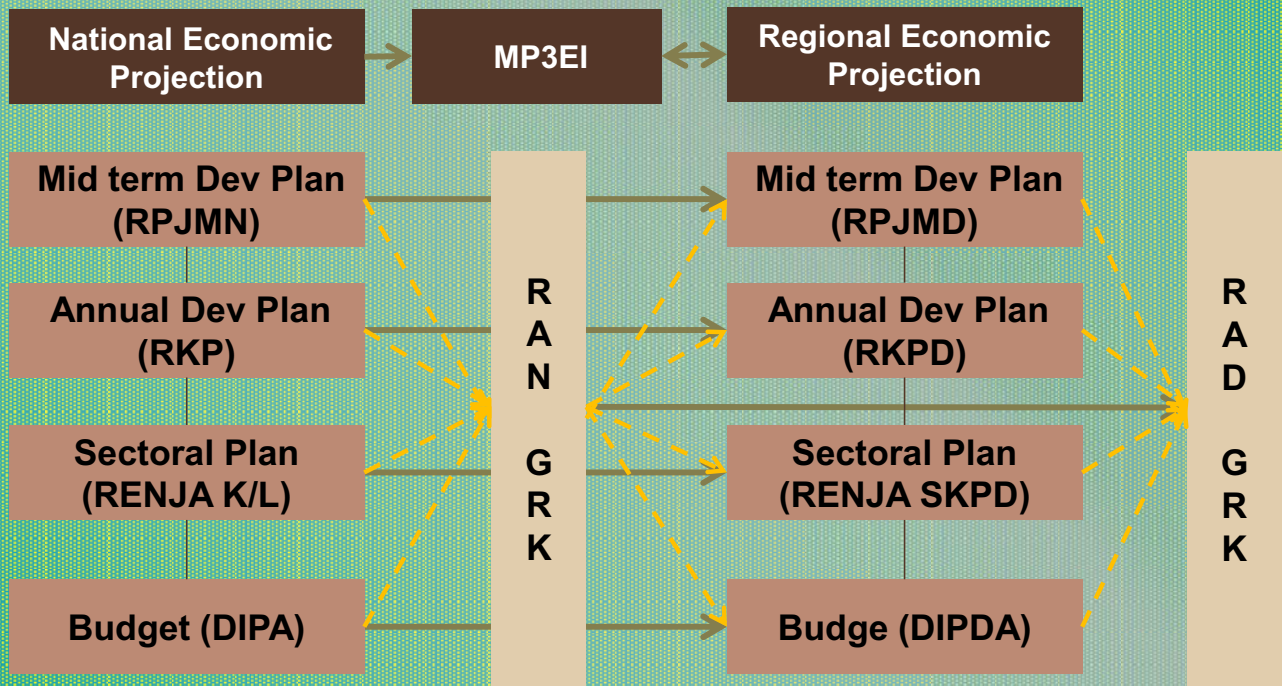 National Economic
Projection
MP3EI
Regional Economic
Projection
Mid term Dev Plan
(RPJMN)
Mid term Dev Plan
(RPJMD)
Annual Dev Plan
(RKP)
Annual Dev Plan
(RKPD)
Sectoral Plan
(RENJA K/L)
Sectoral Plan
(RENJA SKPD)
Budget (DIPA)
Budge (DIPDA)
R
A
N
G
R
K
R
A
D
G
R
K